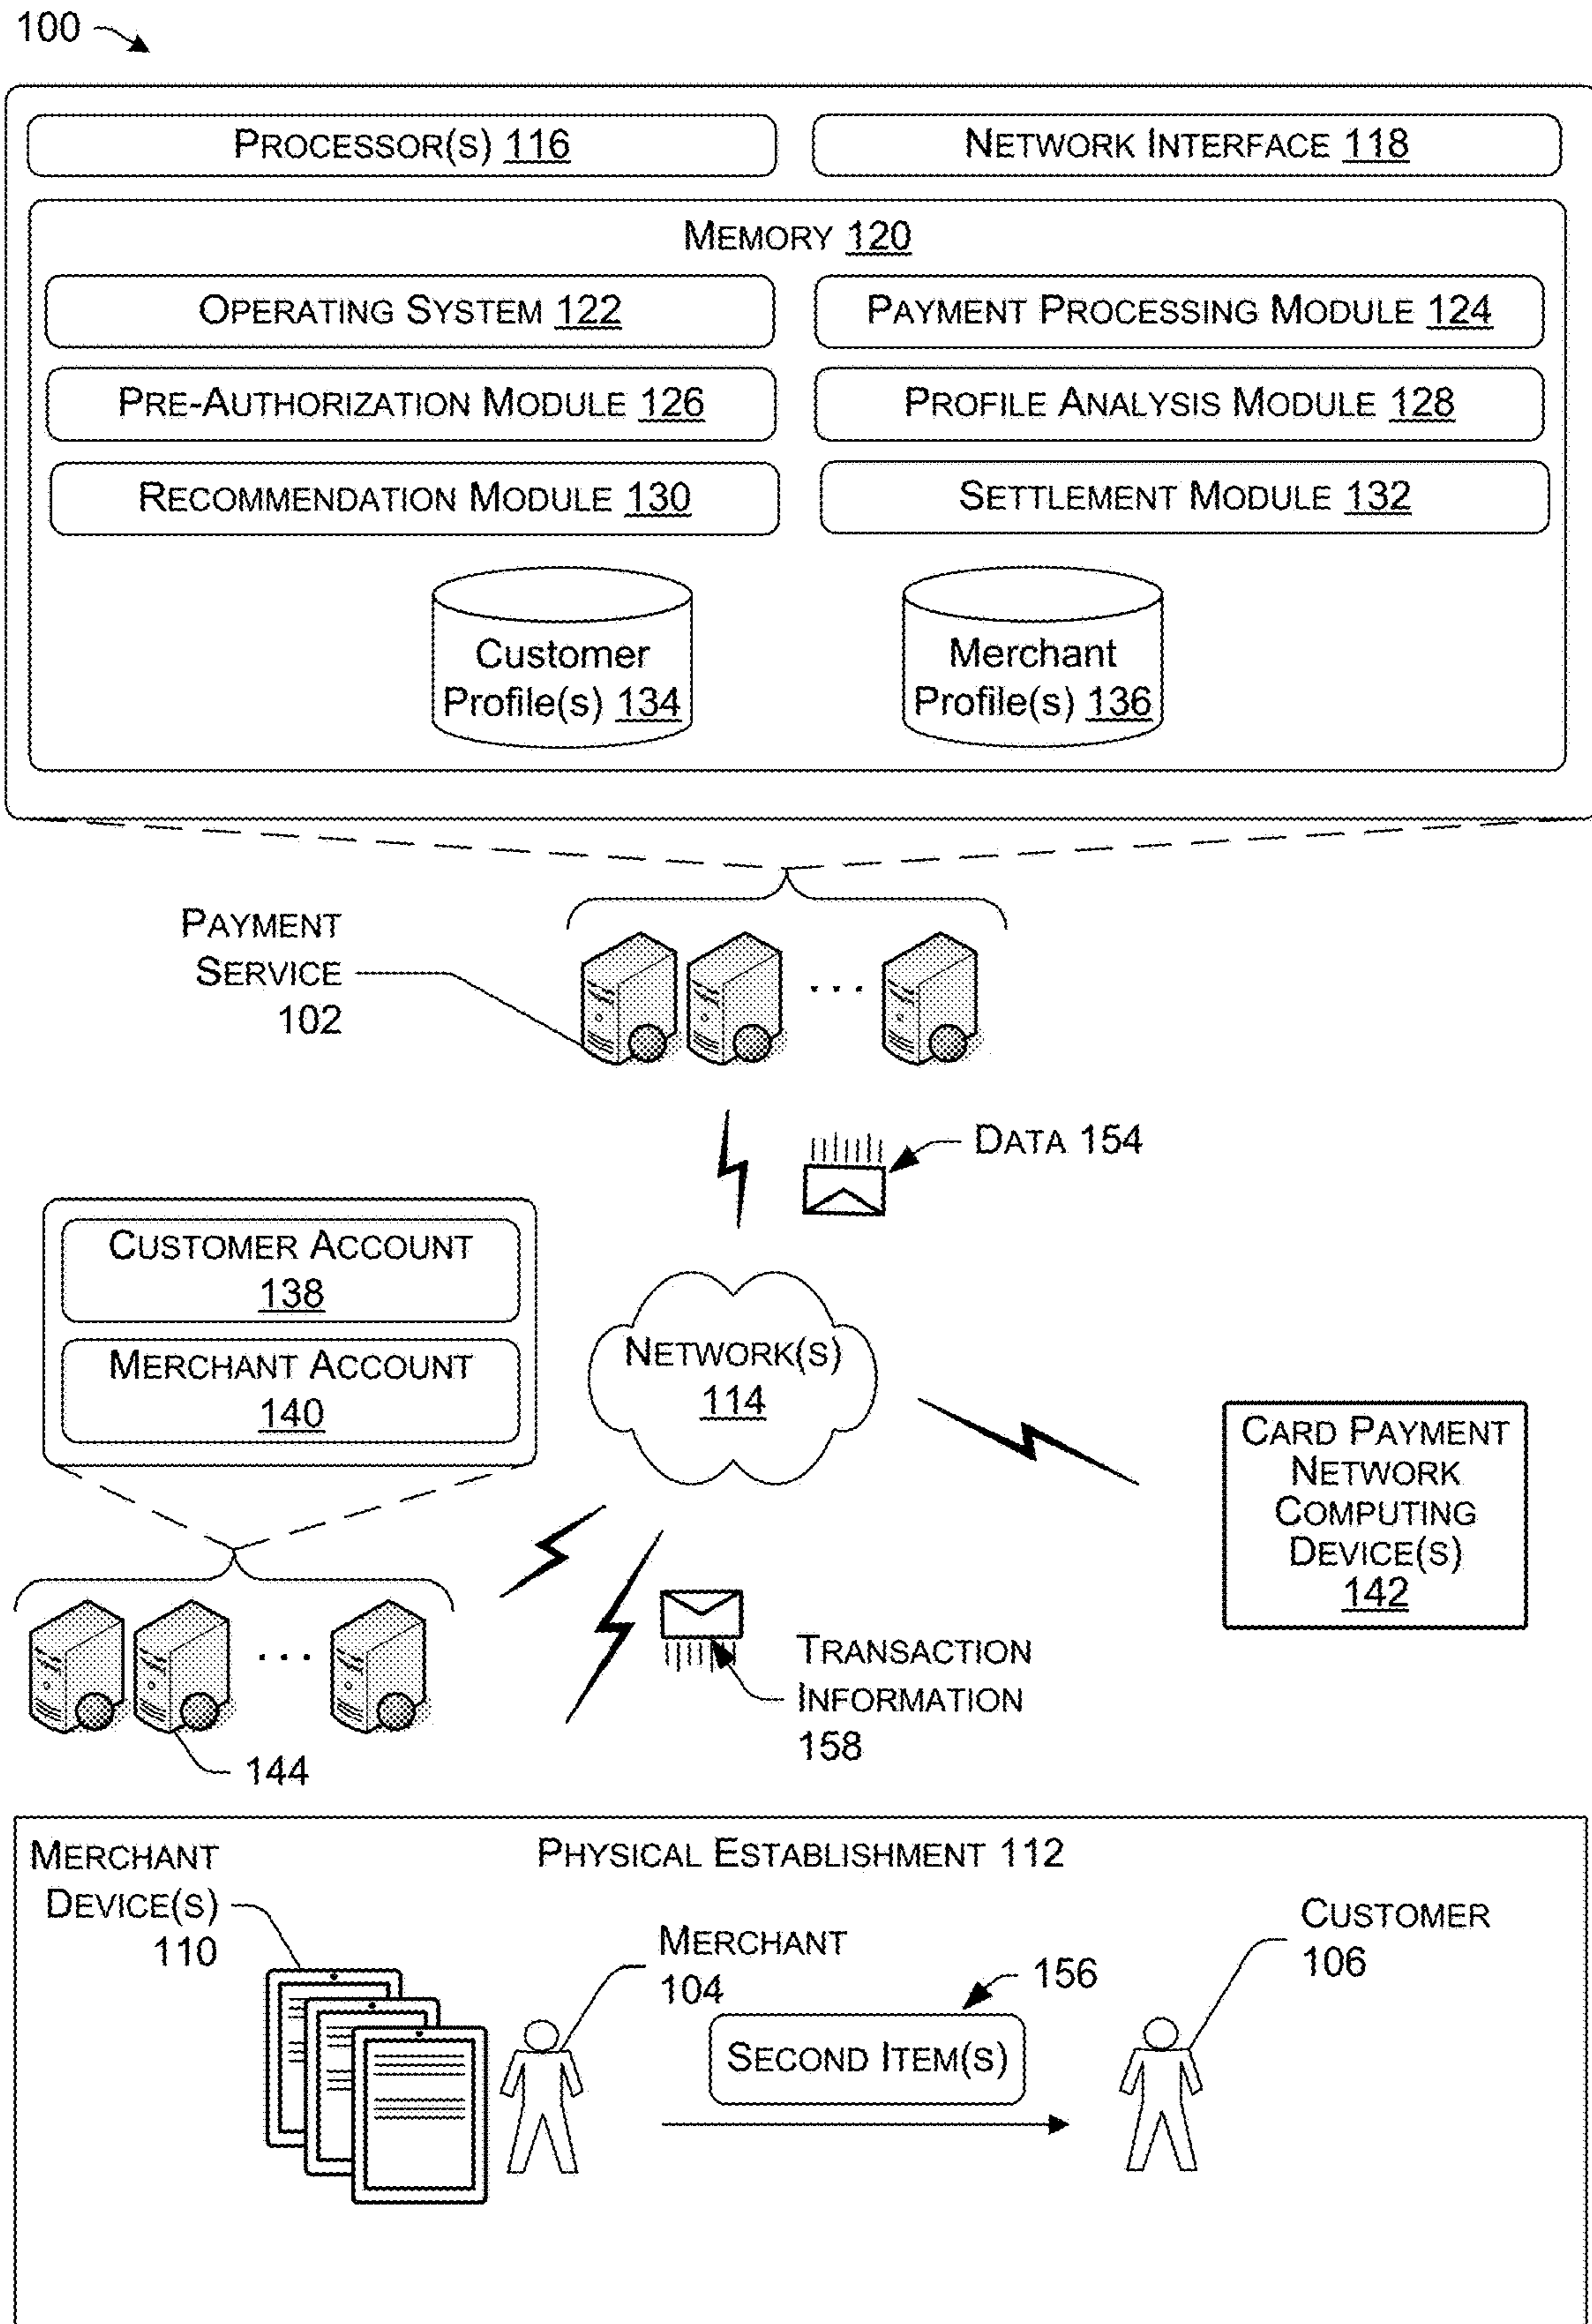 100
PROCESSOR(S) 116
NETWORK INTERFACE 118
MEMORY 120
OPERATING SYSTEM 122
PAYMENT PROCESSING MODULE 124
PRE-AUTHORIZATION MODULE 126
PROFILE ANALYSIS MODULE 128
RECOMMENDATION MODULE 130
SETTLEMENT MODULE 132
Customer
Profile(s) 134
Merchant
Profile(s) 136
PAYMENT
SERVICE
102
...
DATA 154
CUSTOMER ACCOUNT
138
MERCHANT ACCOUNT
140
NETWORK(S)
114
CARD PAYMENT
NETWORK
COMPUTING
DEVICE(S)
142
...
144
TRANSACTION
INFORMATION
158
PHYSICAL ESTABLISHMENT 112
MERCHANT
DEVICE(S)
110
MERCHANT
104
156
SECOND ITEM(S)
CUSTOMER
106